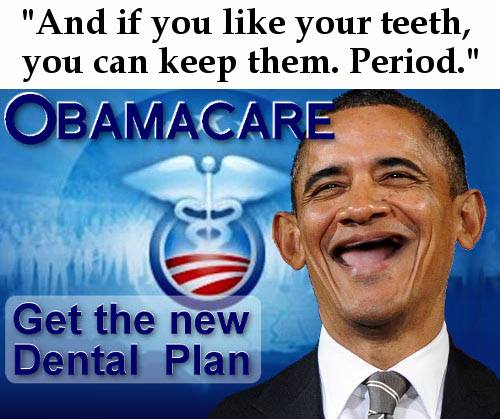 "And if you like your teeth,
you can keep them. Period."
OBAMACARE
Get the new
Dental Plan